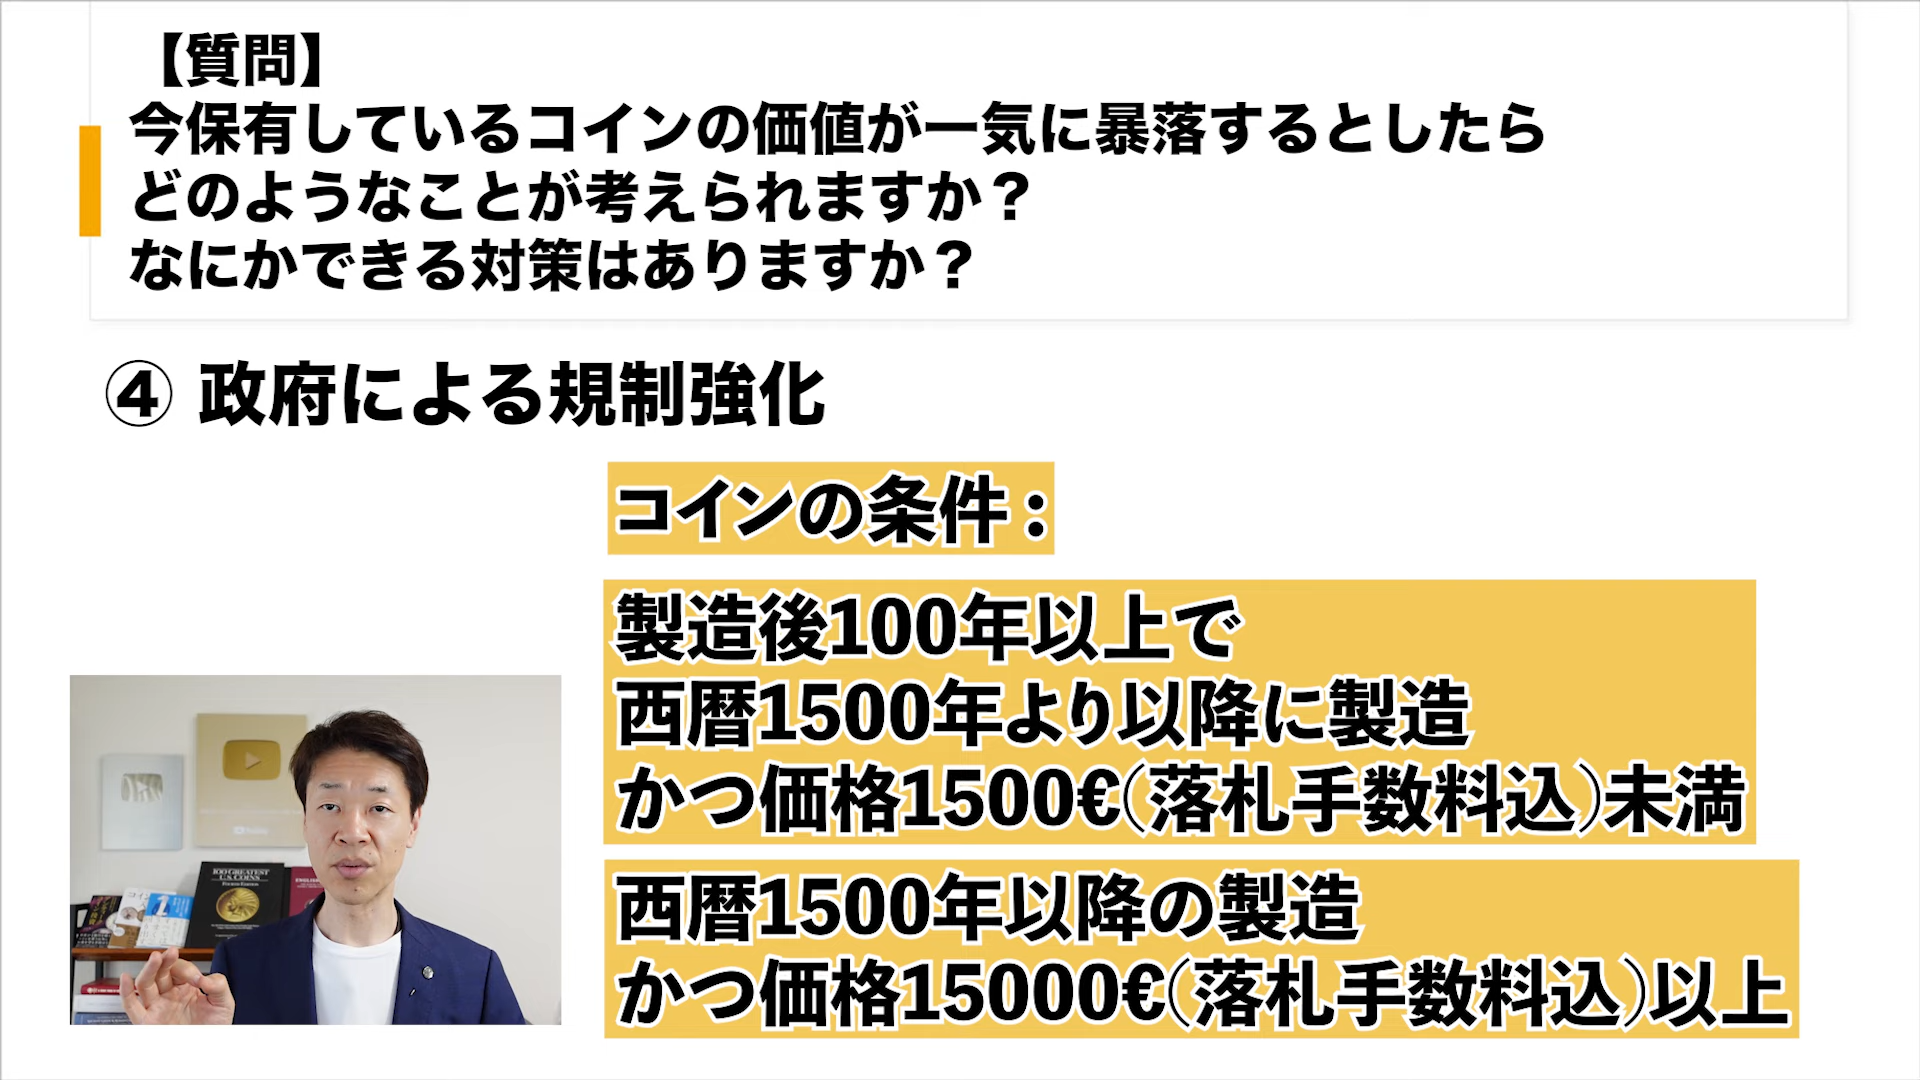 【質問】
今保有しているコインの価値が一気に暴落するとしたら
どのようなことが考えられますか？
なにかできる対策はありますか？
④ 政府による規制強化
コインの条件：
製造後100年以上で
西暦1500年より以降に製造
かつ価格1500€(落札手数料込)未満
西暦1500年以降の製造
かつ価格15000€(落札手数料込)以上
100 GREATEST
U.S. COINS